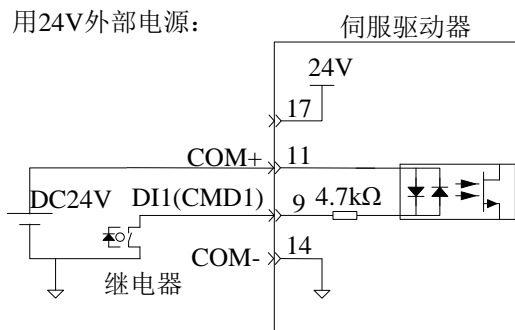 用24V外部电源：
伺服驱动器
24V
17
COM+
11
DC24V
DI1(CMD1)
9
4.7kΩ
COM-
14
继电器